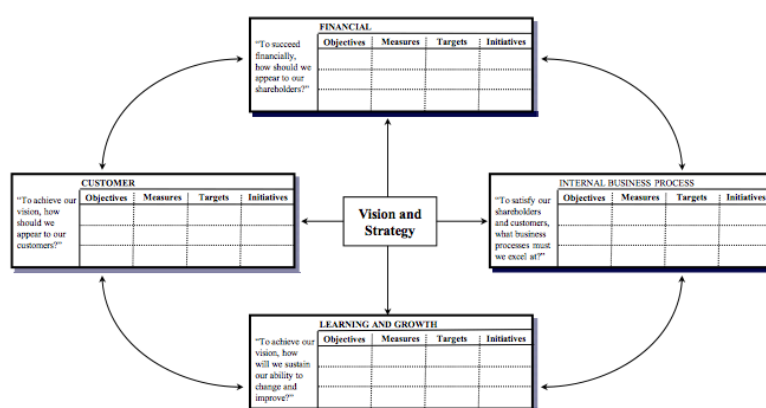 FINANCIAL
"To succeed
financially,
how should we
appear to our
shareholders?"
Objectives Measures Targets Initiatives
CUSTOMER
"To achieve our
vision, how
should we
appear to our
customers?"
Objectives Measures Targets Initiatives
Vision and
Strategy
INTERNAL BUSINESS PROCESS
"To satisfy our
shareholders
and customers,
what business
processes must
we excel at?"
Objectives Measures Targets Initiatives
LEARNING AND GROWTH
"To achieve our
vision, how
will we sustain
our ability to
change and
improve?"
Objectives Measures Targets Initiatives